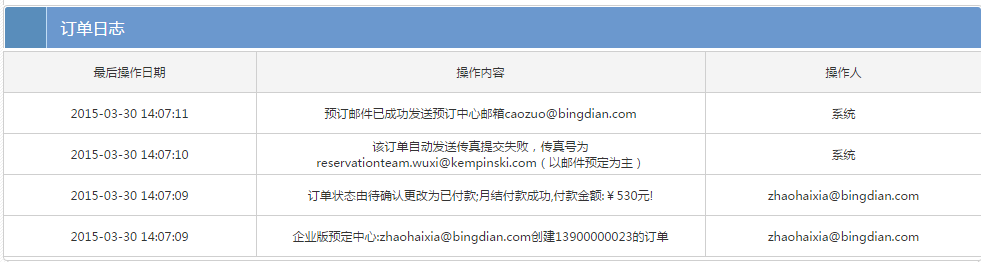 订单日志
最后操作日期 操作内容 操作人
2015-03-30 14:07:11 预订邮件已成功发送预订中心邮箱caozuo@bingdian.com 系统
2015-03-30 14:07:10 该订单自动发送传真提交失败，传真号为 系统
reservationteam.wuxi@kempinski.com（以邮件预定为主）
2015-03-30 14:07:09 订单状态由待确认更改为已付款;月结付款成功,付款金额:￥530元! zhaohaixia@bingdian.com
2015-03-30 14:07:09 企业版预定中心:zhaohaixia@bingdian.com创建13900000023的订单 zhaohaixia@bingdian.com